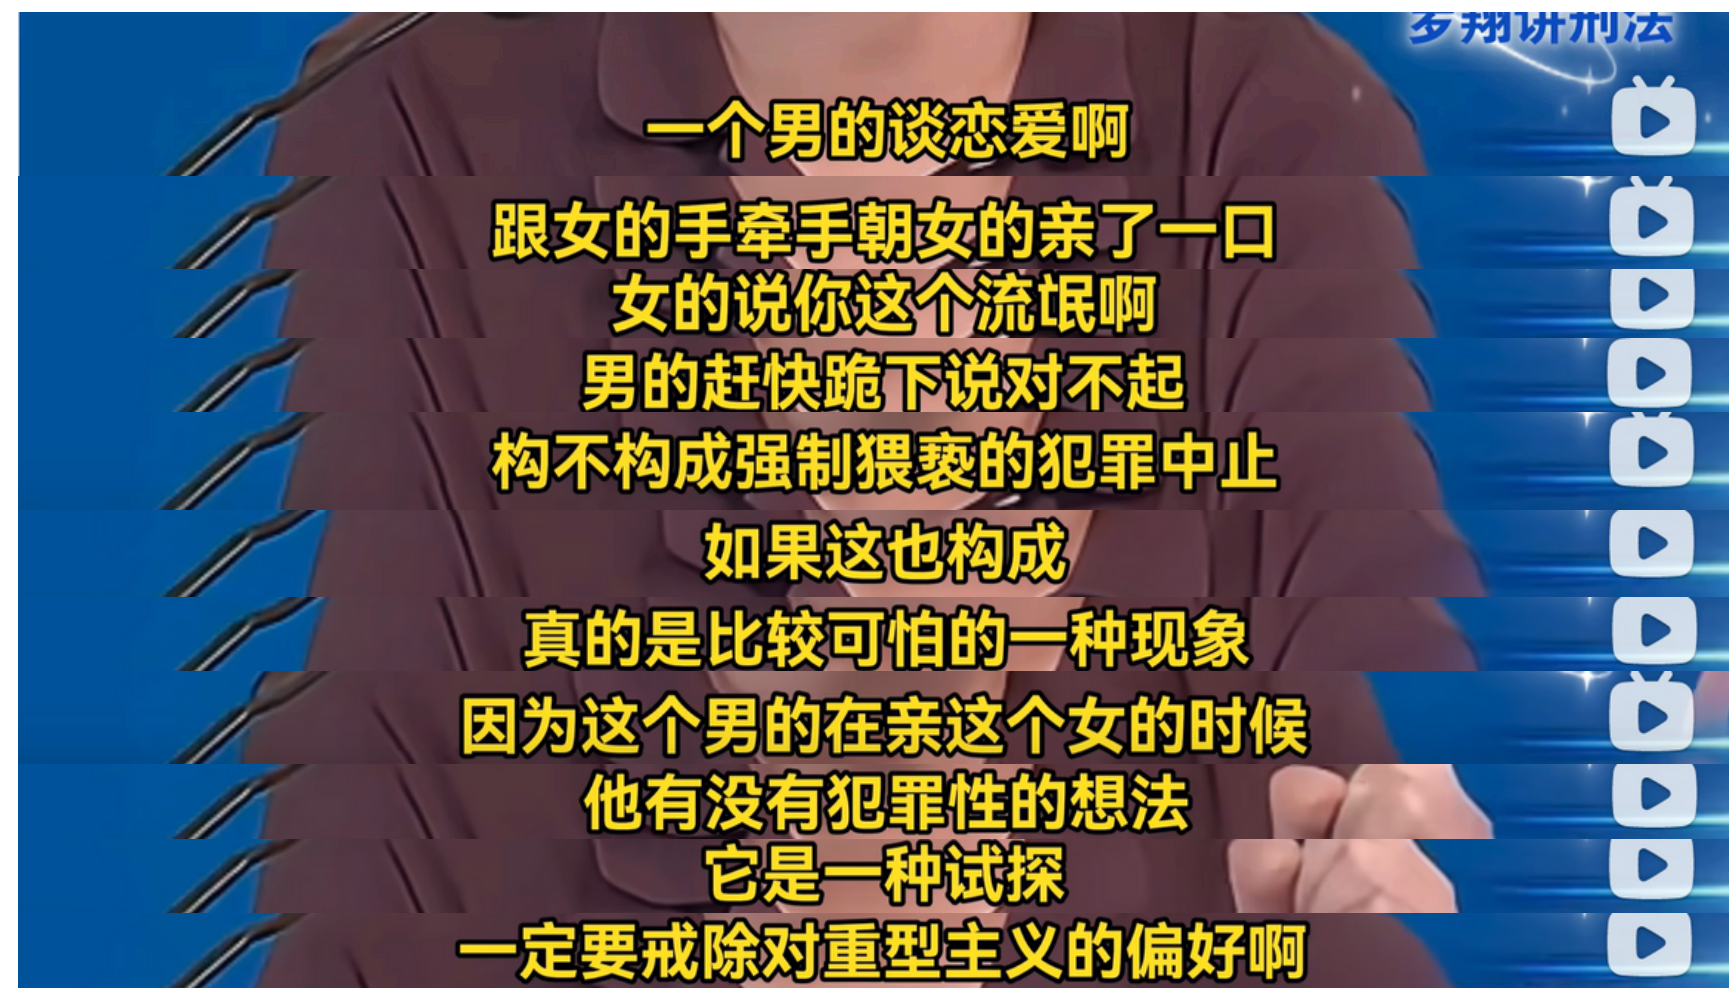 罗翔讲刑法
一个男的谈恋爱啊
跟女的手牵手朝女的亲了一口
女的说你这个流氓啊
男的赶快跪下说对不起
构不构成强制猥亵的犯罪中止
如果这也构成
真的是比较可怕的一种现象
因为这个男的在亲这个女的时候
他有没有犯罪性的想法
它是一种试探
一定要戒除对重型主义的偏好啊